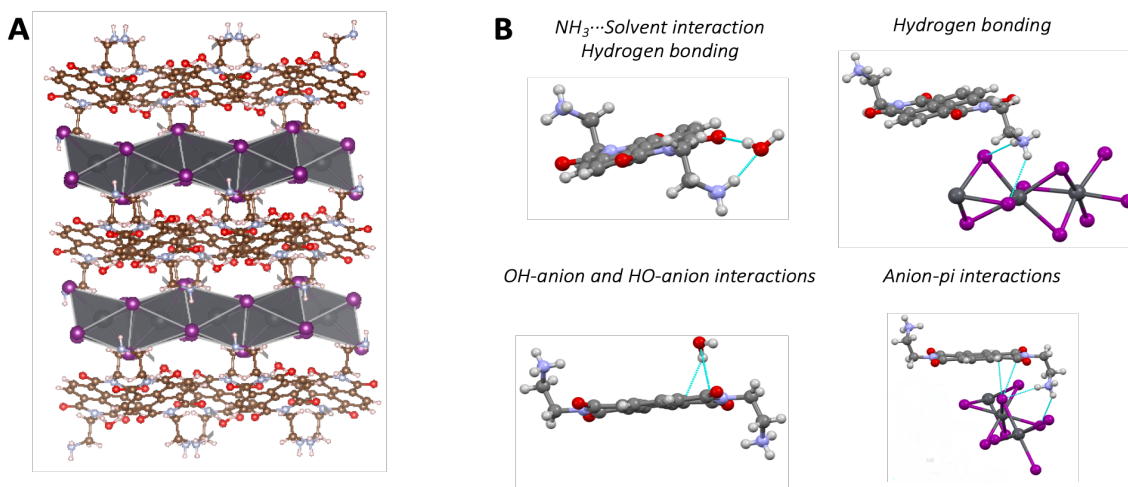 A
B
NH₃···Solvent interaction
Hydrogen bonding
Hydrogen bonding
OH-anion and HO-anion interactions
Anion-pi interactions